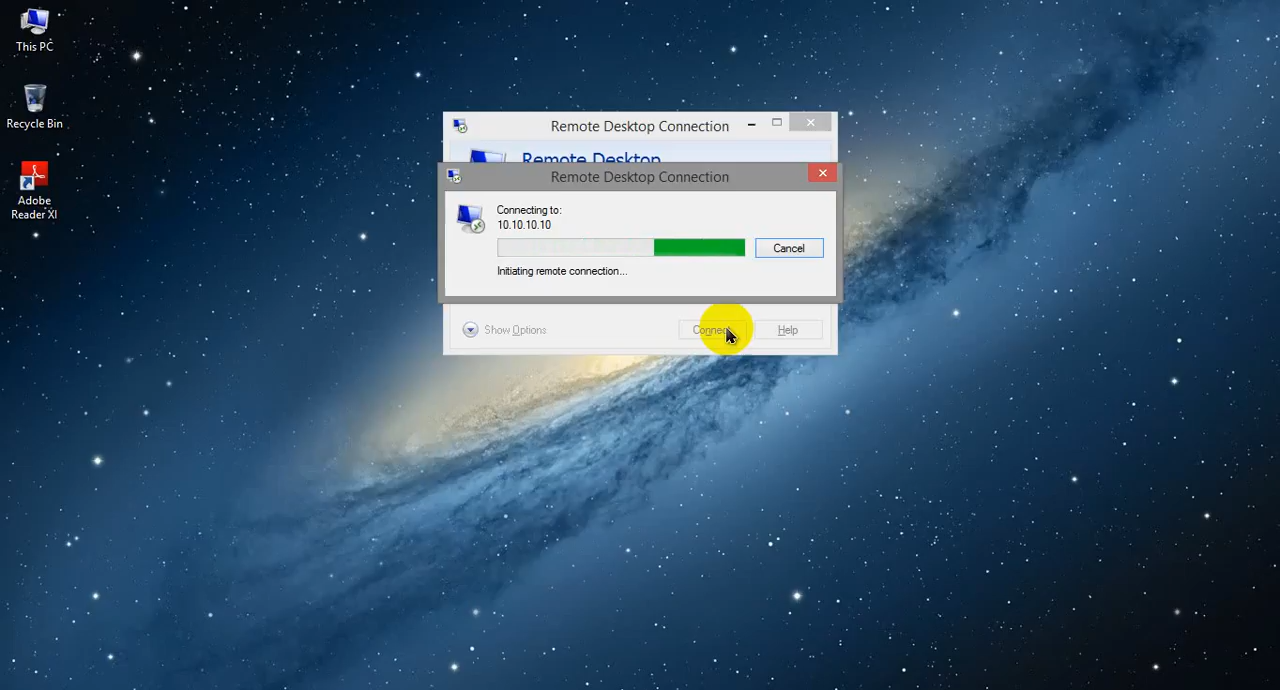 This PC
Recycle Bin
Adobe
Reader XI
Remote Desktop Connection
Remote Desktop
Remote Desktop Connection
Connecting to:
10.10.10.10
Cancel
Initiating remote connection...
Show Options
Connect
Help